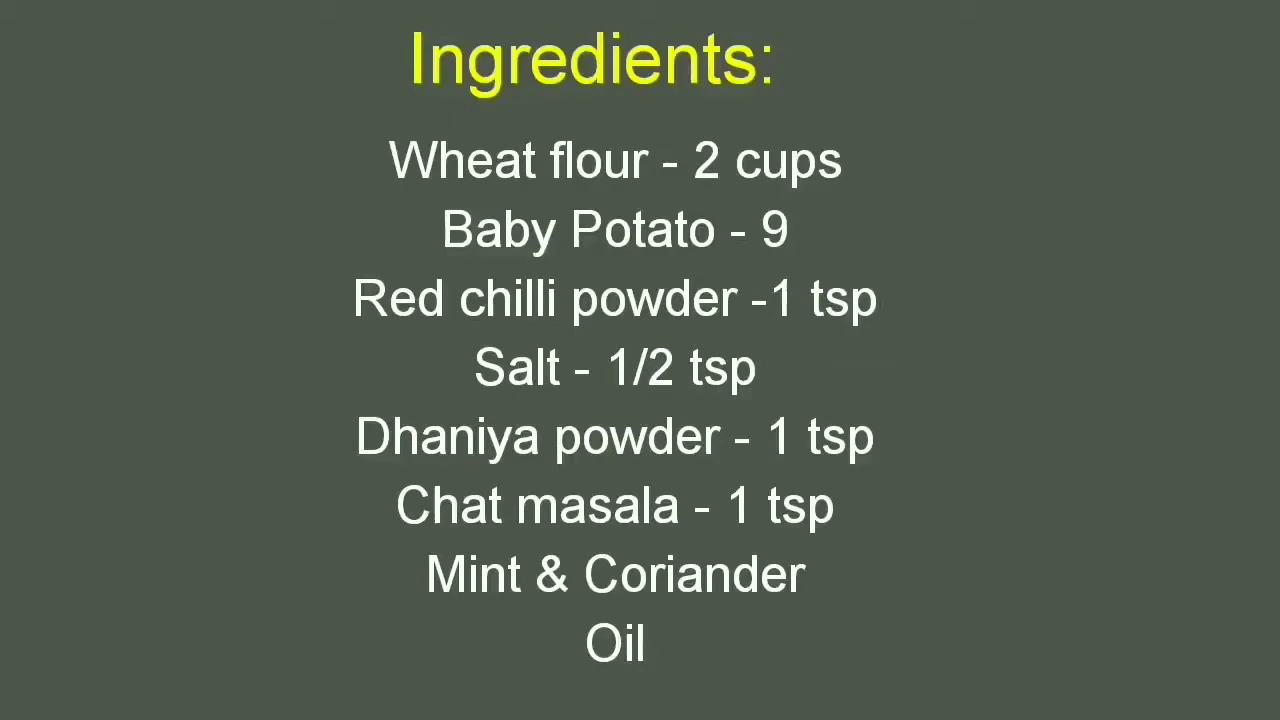 Ingredients:
Wheat flour - 2 cups
Baby Potato - 9
Red chilli powder -1 tsp
Salt - 1/2 tsp
Dhaniya powder - 1 tsp
Chat masala - 1 tsp
Mint & Coriander
Oil